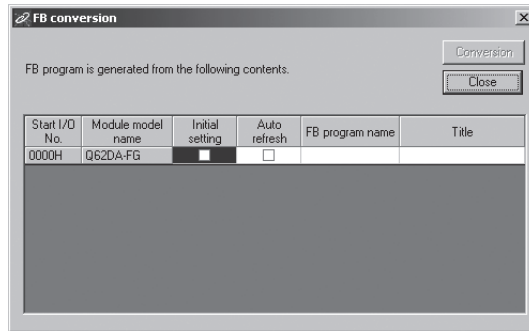 FB conversion
Conversion
FB program is generated from the following contents.
Close
Start I/O No. Module model name Initial setting Auto refresh FB program name Title
0000H Q62DA-FG